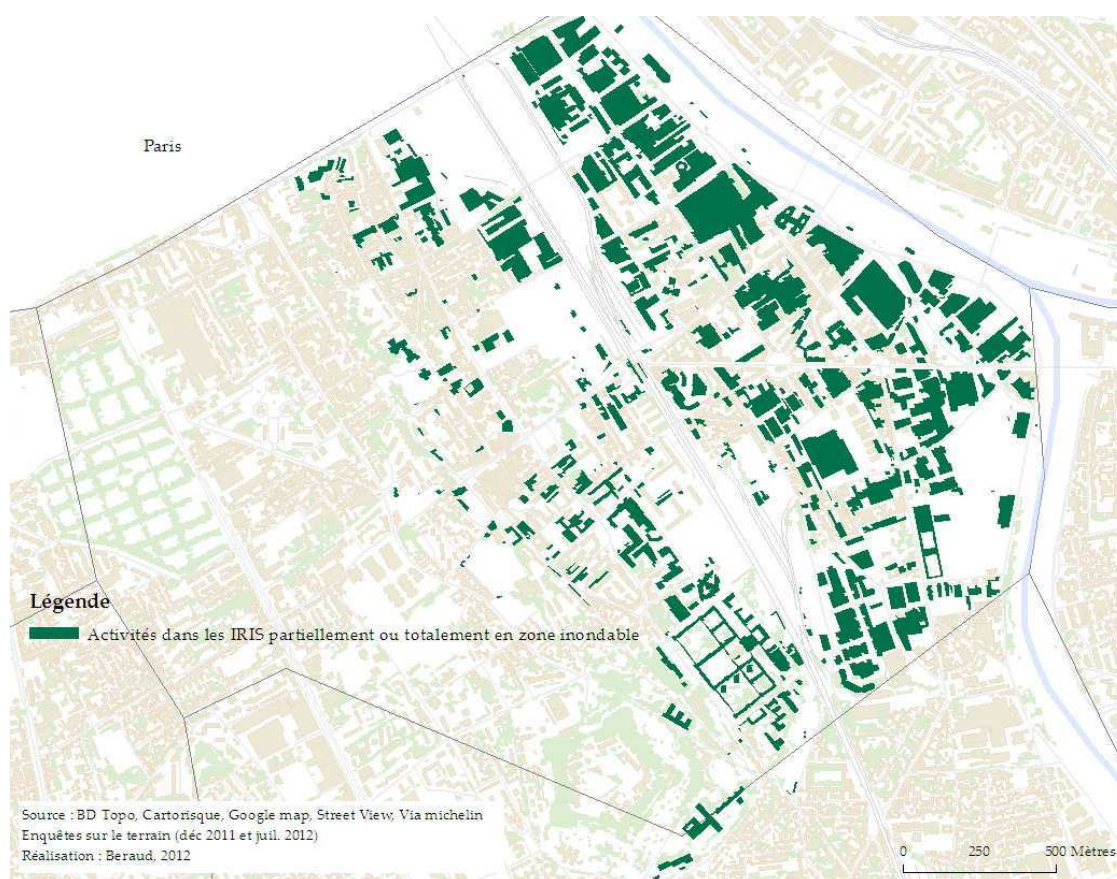 Paris
Légende
Activités dans les IRIS partiellement ou totalement en zone inondable
Source : BD Topo, Cartorisque, Google map, Street View, Via michelin
Enquêtes sur le terrain (déc 2011 et juil. 2012)
Réalisation : Beraud, 2012
0 250 500 Mètres